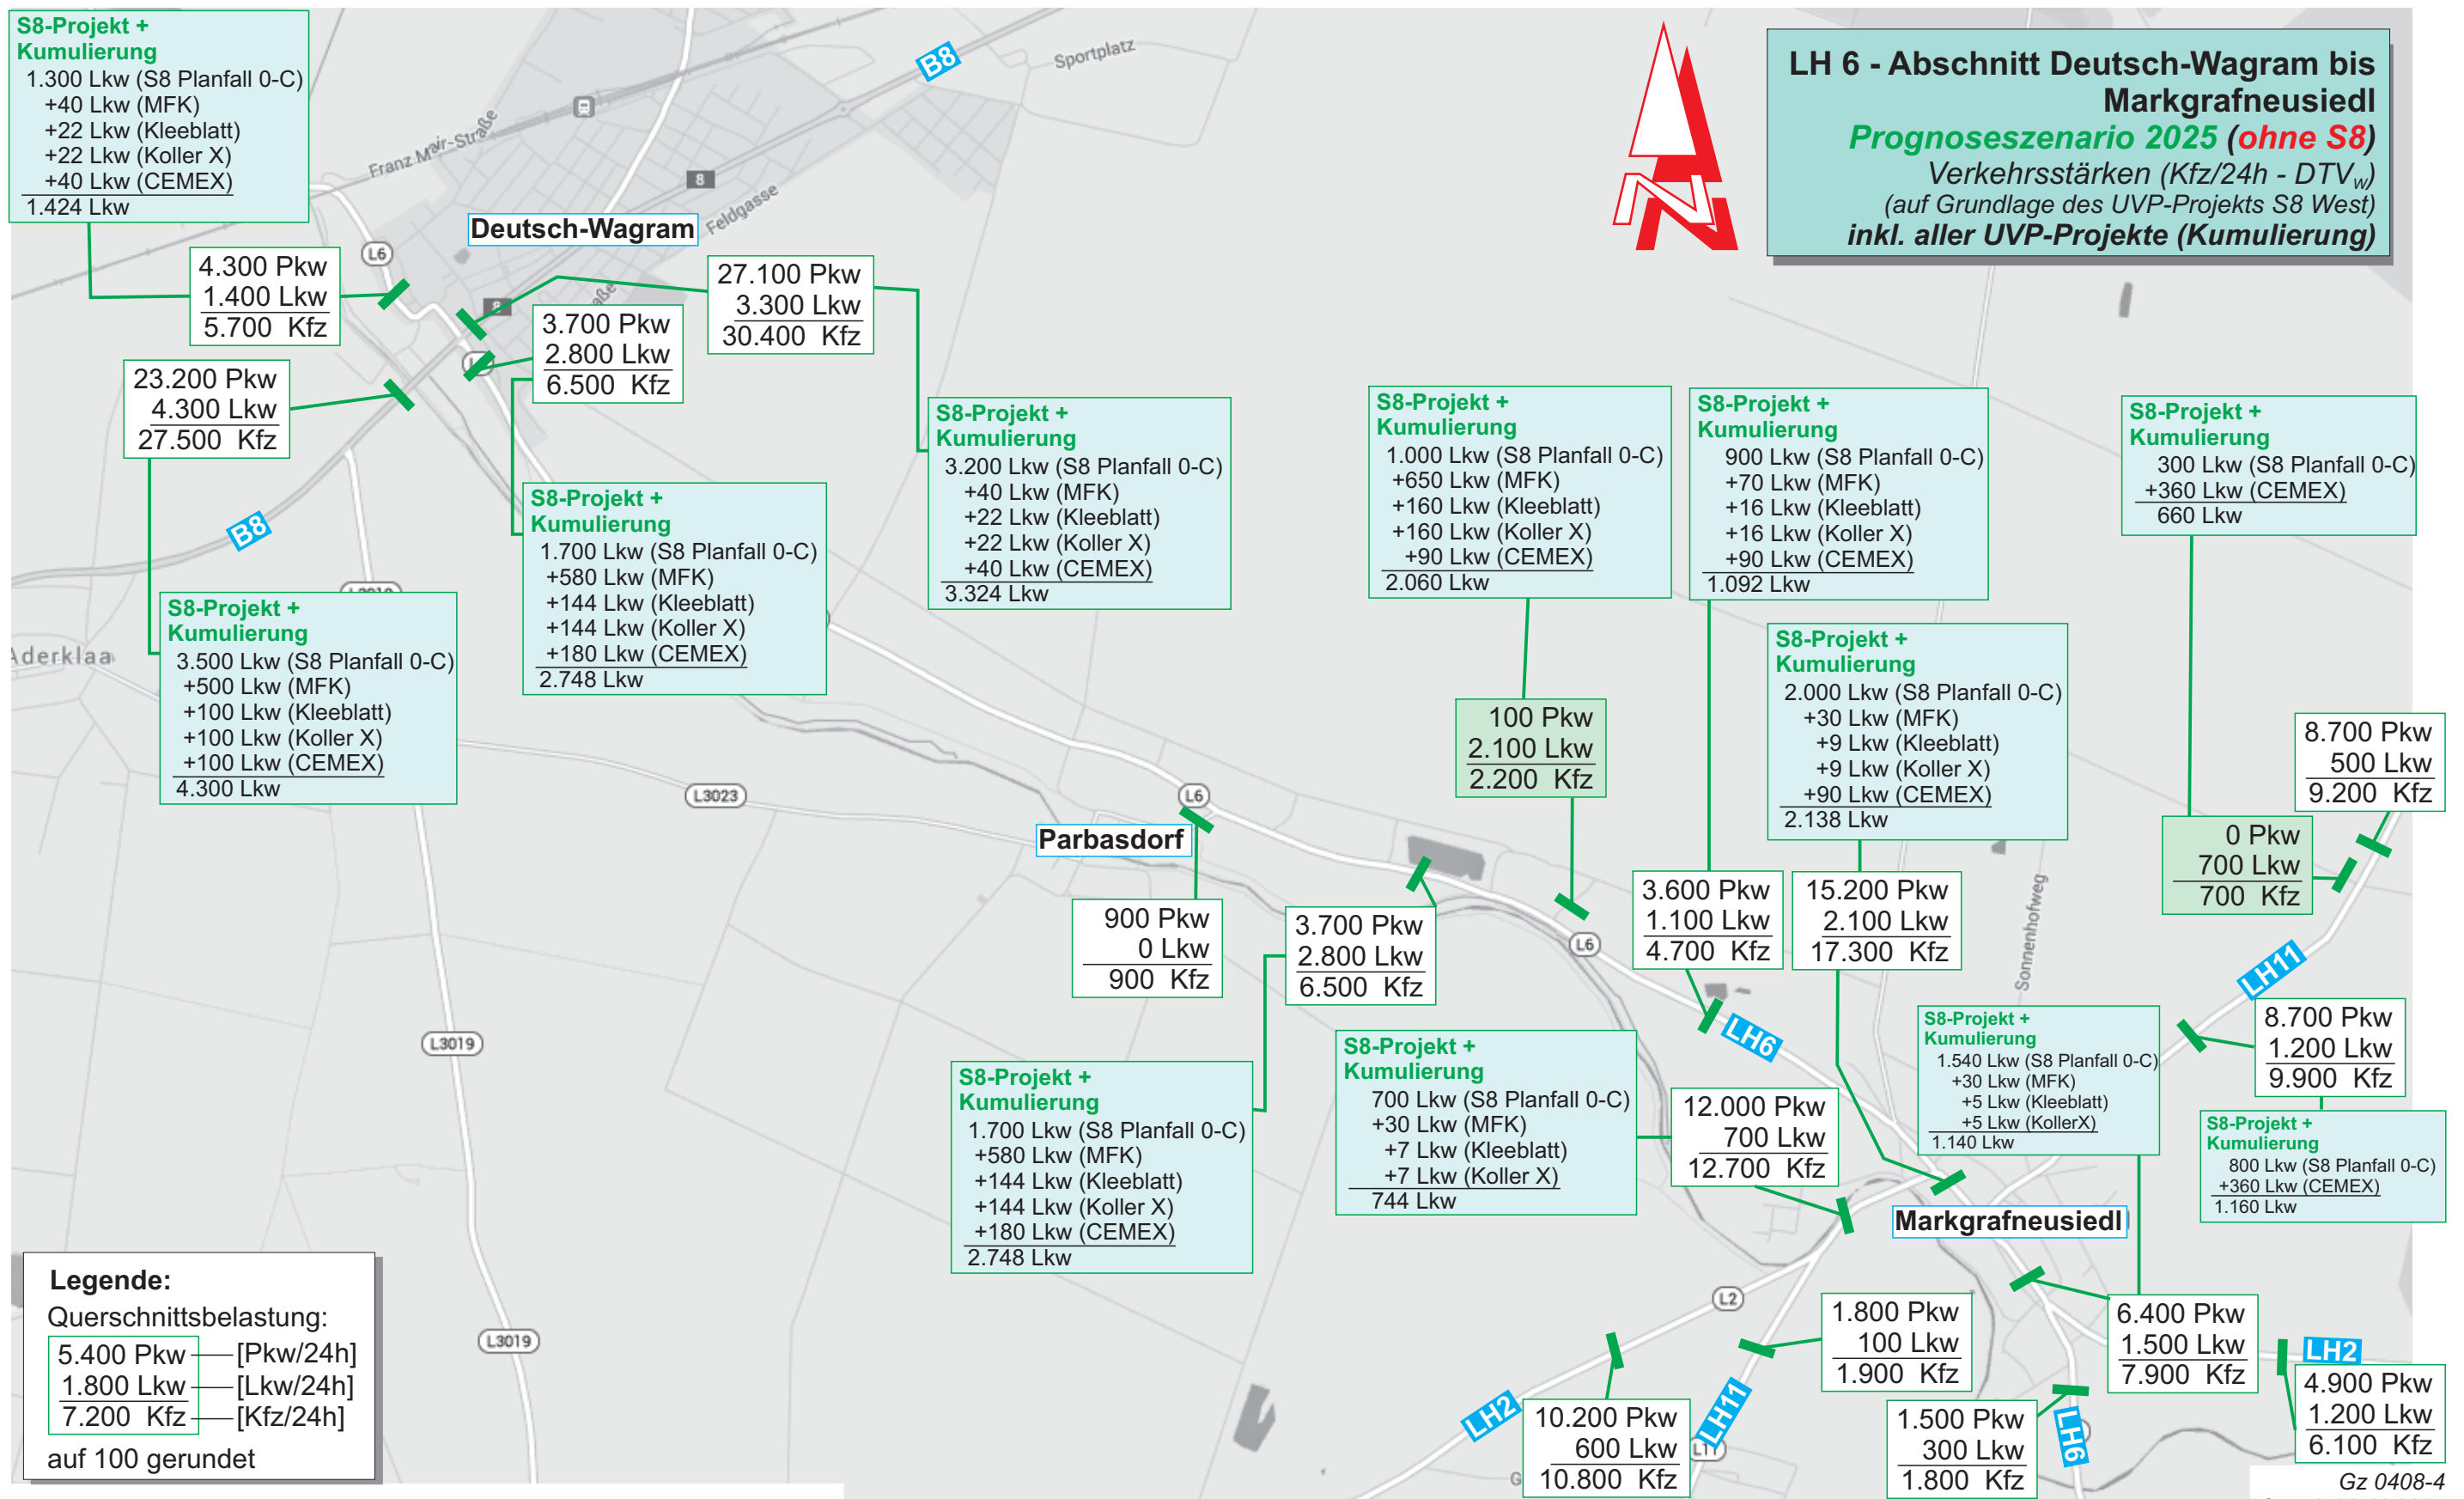 S8-Projekt +
Kumulierung
1.300 Lkw (S8 Planfall 0-C)
+40 Lkw (MFK)
+22 Lkw (Kleeblatt)
+22 Lkw (Koller X)
+40 Lkw (CEMEX)
1.424 Lkw
B8
Sportplatz
Franz Mair-Straße
8
Feldgasse
L6
Deutsch-Wagram
LH 6 - Abschnitt Deutsch-Wagram bis
Markgrafneusiedl
Prognoseszenario 2025 (ohne S8)
Verkehrsstärken (Kfz/24h - DTVw)
(auf Grundlage des UVP-Projekts S8 West)
inkl. aller UVP-Projekte (Kumulierung)
N
4.300 Pkw
1.400 Lkw
5.700 Kfz
8
27.100 Pkw
3.300 Lkw
30.400 Kfz
3.700 Pkw
2.800 Lkw
6.500 Kfz
23.200 Pkw
4.300 Lkw
27.500 Kfz
S8-Projekt +
Kumulierung
3.200 Lkw (S8 Planfall 0-C)
+40 Lkw (MFK)
+22 Lkw (Kleeblatt)
+22 Lkw (Koller X)
+40 Lkw (CEMEX)
3.324 Lkw
S8-Projekt +
Kumulierung
1.000 Lkw (S8 Planfall 0-C)
+650 Lkw (MFK)
+160 Lkw (Kleeblatt)
+160 Lkw (Koller X)
+90 Lkw (CEMEX)
2.060 Lkw
S8-Projekt +
Kumulierung
900 Lkw (S8 Planfall 0-C)
+70 Lkw (MFK)
+16 Lkw (Kleeblatt)
+16 Lkw (Koller X)
+90 Lkw (CEMEX)
1.092 Lkw
S8-Projekt +
Kumulierung
300 Lkw (S8 Planfall 0-C)
+360 Lkw (CEMEX)
660 Lkw
B8
S8-Projekt +
Kumulierung
1.700 Lkw (S8 Planfall 0-C)
+580 Lkw (MFK)
+144 Lkw (Kleeblatt)
+144 Lkw (Koller X)
+180 Lkw (CEMEX)
2.748 Lkw
Aderklaa
S8-Projekt +
Kumulierung
3.500 Lkw (S8 Planfall 0-C)
+500 Lkw (MFK)
+100 Lkw (Kleeblatt)
+100 Lkw (Koller X)
+100 Lkw (CEMEX)
4.300 Lkw
S8-Projekt +
Kumulierung
2.000 Lkw (S8 Planfall 0-C)
+30 Lkw (MFK)
+9 Lkw (Kleeblatt)
+9 Lkw (Koller X)
+90 Lkw (CEMEX)
2.138 Lkw
100 Pkw
2.100 Lkw
2.200 Kfz
8.700 Pkw
500 Lkw
9.200 Kfz
L3023
L6
Parbasdorf
0 Pkw
700 Lkw
700 Kfz
900 Pkw
0 Lkw
900 Kfz
3.700 Pkw
2.800 Lkw
6.500 Kfz
L6
3.600 Pkw
1.100 Lkw
4.700 Kfz
15.200 Pkw
2.100 Lkw
17.300 Kfz
Sonnenhofweg
LH11
L3019
LH6
S8-Projekt +
Kumulierung
1.540 Lkw (S8 Planfall 0-C)
+30 Lkw (MFK)
+5 Lkw (Kleeblatt)
+5 Lkw (KollerX)
1.140 Lkw
8.700 Pkw
1.200 Lkw
9.900 Kfz
S8-Projekt +
Kumulierung
1.700 Lkw (S8 Planfall 0-C)
+580 Lkw (MFK)
+144 Lkw (Kleeblatt)
+144 Lkw (Koller X)
+180 Lkw (CEMEX)
2.748 Lkw
S8-Projekt +
Kumulierung
700 Lkw (S8 Planfall 0-C)
+30 Lkw (MFK)
+7 Lkw (Kleeblatt)
+7 Lkw (Koller X)
744 Lkw
12.000 Pkw
700 Lkw
12.700 Kfz
S8-Projekt +
Kumulierung
800 Lkw (S8 Planfall 0-C)
+360 Lkw (CEMEX)
1.160 Lkw
Markgrafneusiedl
Legende:
Querschnittsbelastung:
5.400 Pkw [Pkw/24h]
1.800 Lkw [Lkw/24h]
7.200 Kfz [Kfz/24h]
auf 100 gerundet
L3019
L2
1.800 Pkw
100 Lkw
1.900 Kfz
6.400 Pkw
1.500 Lkw
7.900 Kfz
LH2
4.900 Pkw
1.200 Lkw
6.100 Kfz
LH2
10.200 Pkw
600 Lkw
10.800 Kfz
LH11
L11
1.500 Pkw
300 Lkw
1.800 Kfz
LH6
Gz 0408-4